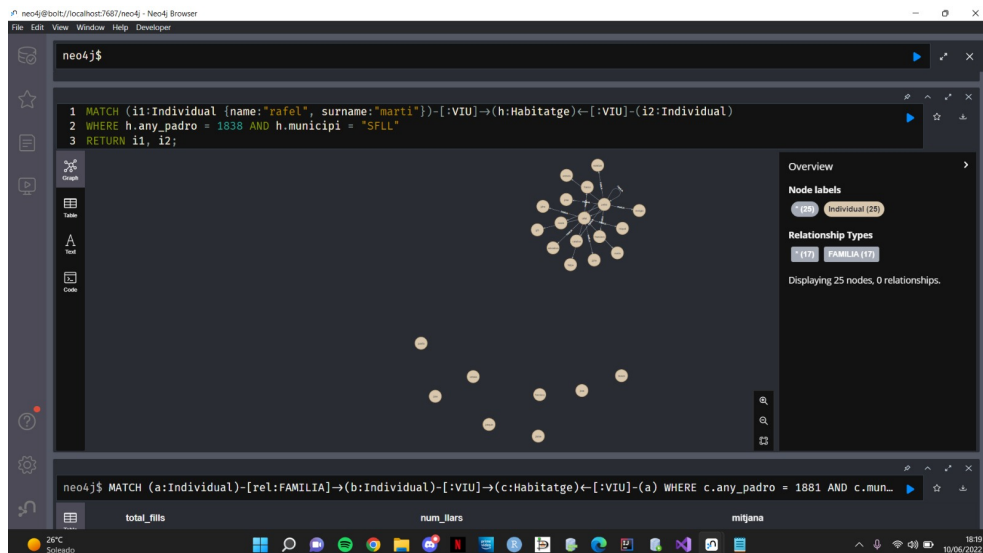 neo4j@bolt://localhost:7687/neo4j - Neo4j Browser
File Edit View Window Help Developer
neo4j$
1 MATCH (i1:Individual {name:"rafel", surname:"marti"})-[:VIU]→(h:Habitatge)←[:VIU]-(i2:Individual)
2 WHERE h.any_padro = 1838 AND h.municipi = "SFLL"
3 RETURN i1, i2;
Graph
Table
Text
Code
Overview
Node labels
* (25) Individual (25)
Relationship Types
* (17) FAMILIA (17)
Displaying 25 nodes, 0 relationships.
neo4j$ MATCH (a:Individual)-[rel:FAMILIA]→(b:Individual)-[:VIU]→(c:Habitatge)←[:VIU]-(a) WHERE c.any_padro = 1881 AND c.mun…
Table
total_fills num_llars mitjana
26°C
Soleado
18:19
10/06/2022